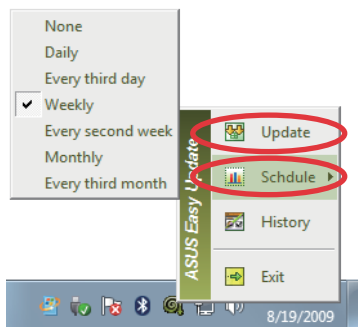 None
Daily
Every third day
Weekly
Every second week
Monthly
Every third month
ASUS Easy Update
Update
Schdule
History
Exit
8/19/2009